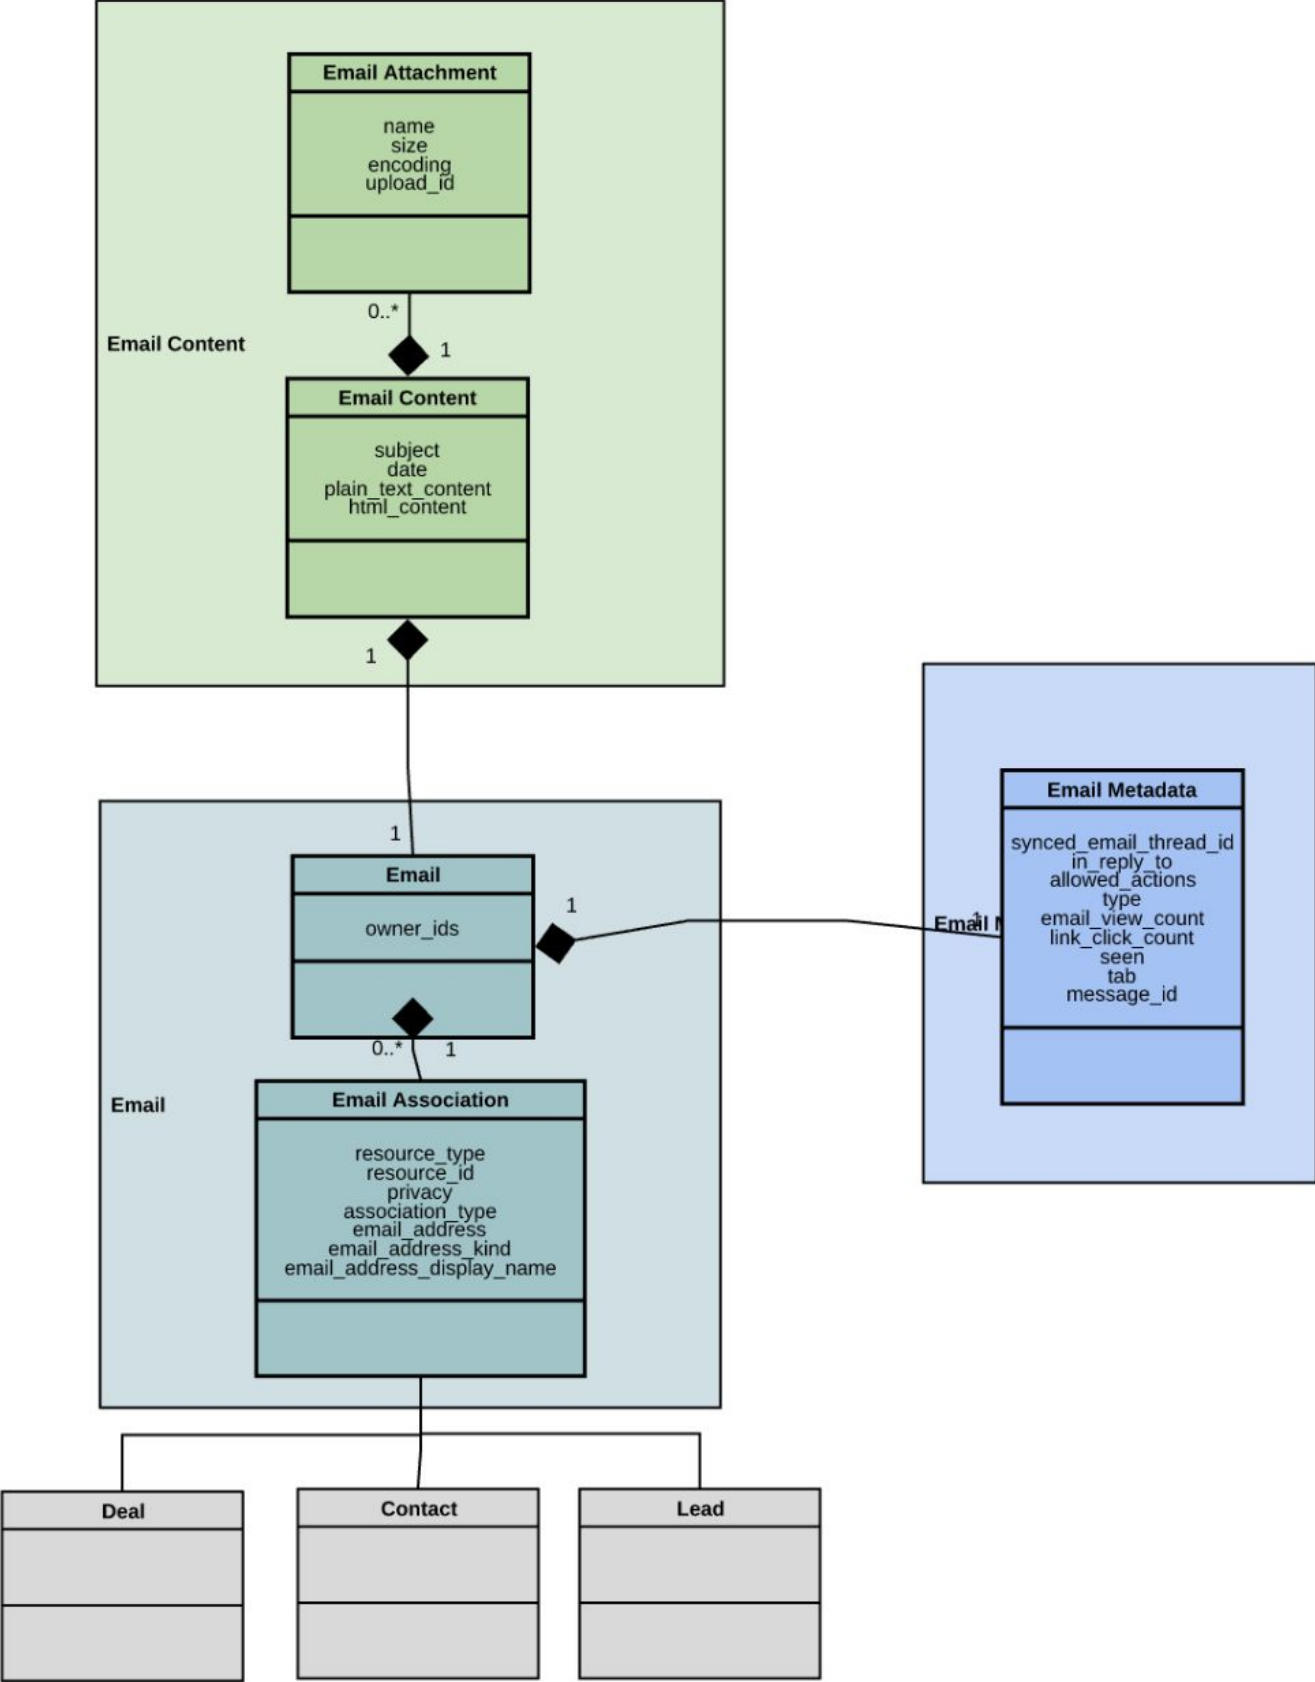 Email Attachment
name
size
encoding
upload_id
0..*
1
Email Content
Email Content
subject
date
plain_text_content
html_content
1
1
Email
owner_ids
1
0..*
1
Email
Email Association
resource_type
resource_id
privacy
association_type
email_address
email_address_kind
email_address_display_name
Email Metadata
synced_email_thread_id
in_reply_to
allowed_actions
type
email_view_count
link_click_count
seen
tab
message_id
Email
1
Deal
Contact
Lead